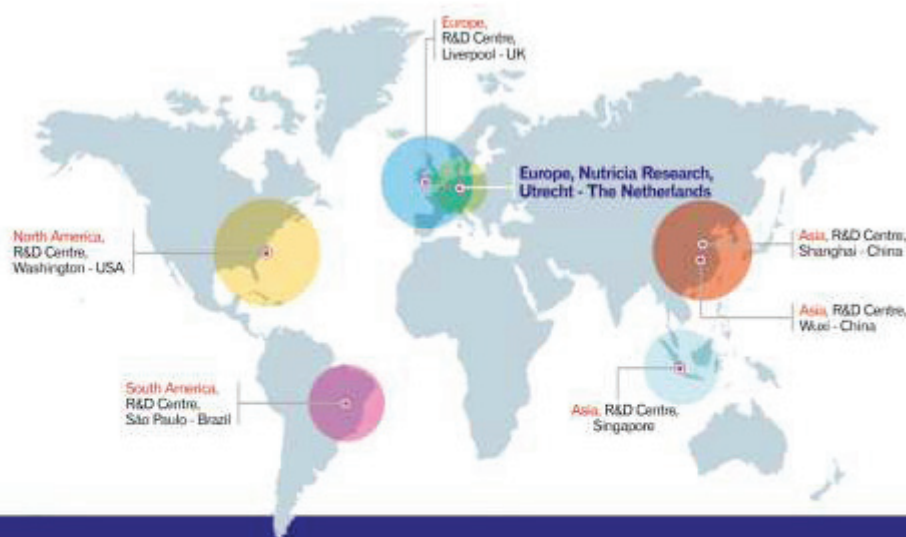 Europe,
R&D Centre,
Liverpool - UK
Europe, Nutricia Research,
Utrecht - The Netherlands
North America,
R&D Centre,
Washington - USA
Asia, R&D Centre,
Shanghai - China
Asia, R&D Centre,
Wuxi - China
South America,
R&D Centre,
São Paulo - Brazil
Asia, R&D Centre,
Singapore